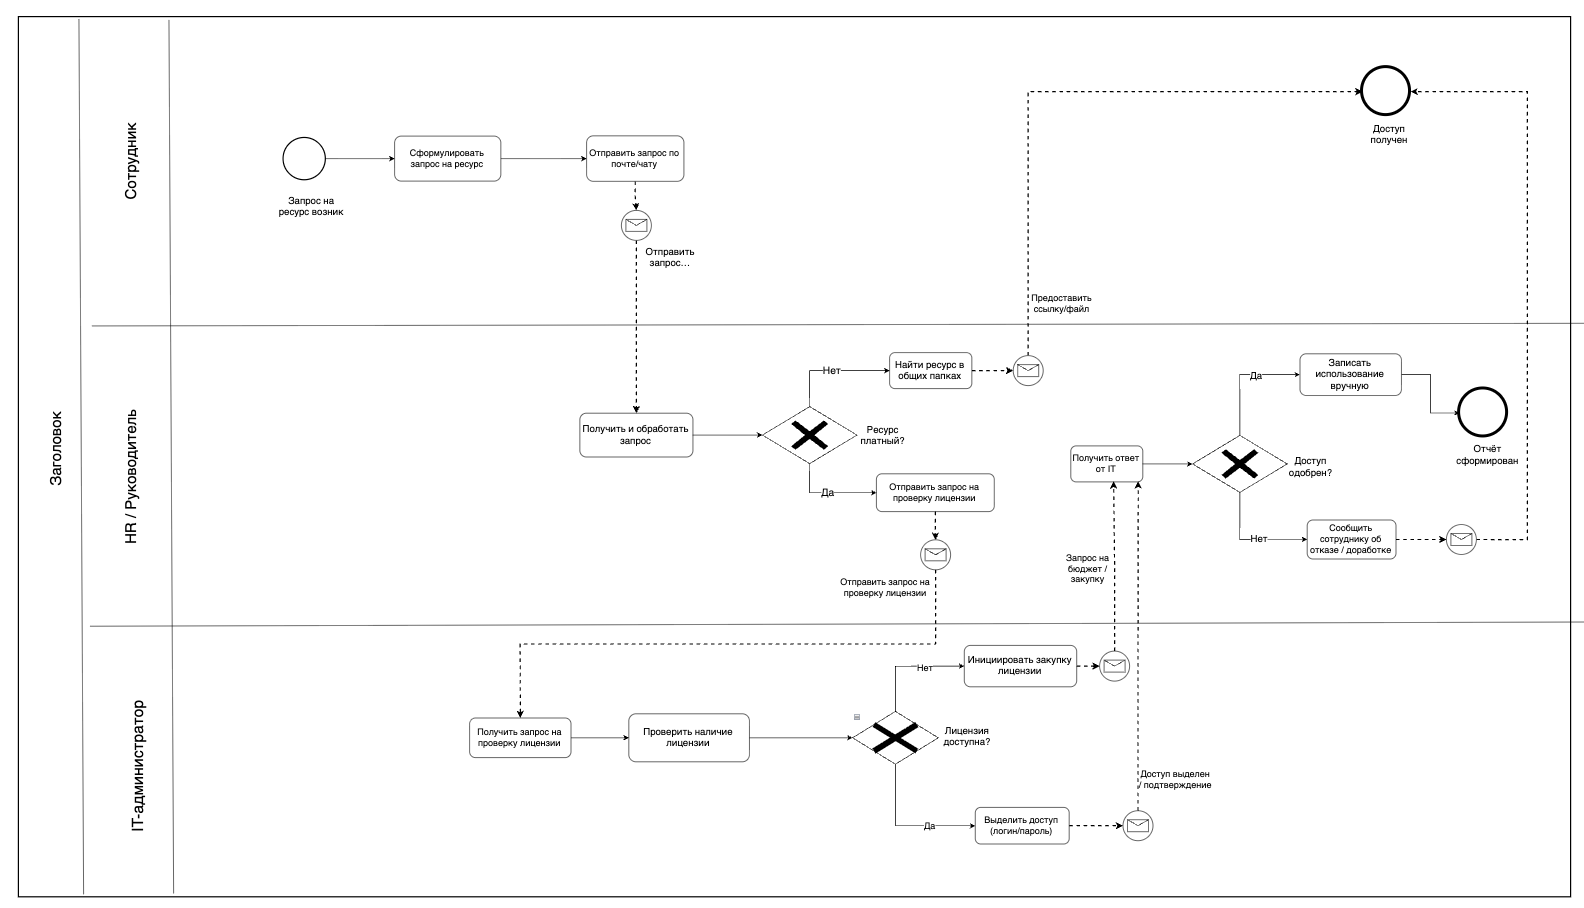 Заголовок
Сотрудник
Запрос на
ресурс возник
Сформулировать
запрос на ресурс
Отправить запрос по
почте/чату
Отправить
запрос...
Предоставить
ссылку/файл
Доступ
получен
HR / Руководитель
Получить и обработать
запрос
Ресурс
платный?
Нет
Найти ресурс в
общих папках
Да
Отправить запрос на
проверку лицензии
Отправить запрос на
проверку лицензии
Получить ответ
от IT
Запрос на
бюджет /
закупку
Доступ
одобрен?
Да
Записать
использование
вручную
Отчёт
сформирован
Нет
Сообщить
сотруднику об
отказе / доработке
IT-администратор
Получить запрос на
проверку лицензии
Проверить наличие
лицензии
Лицензия
доступна?
Нет
Инициировать закупку
лицензии
Да
Выделить доступ
(логин/пароль)
Доступ выделен
/ подтверждение